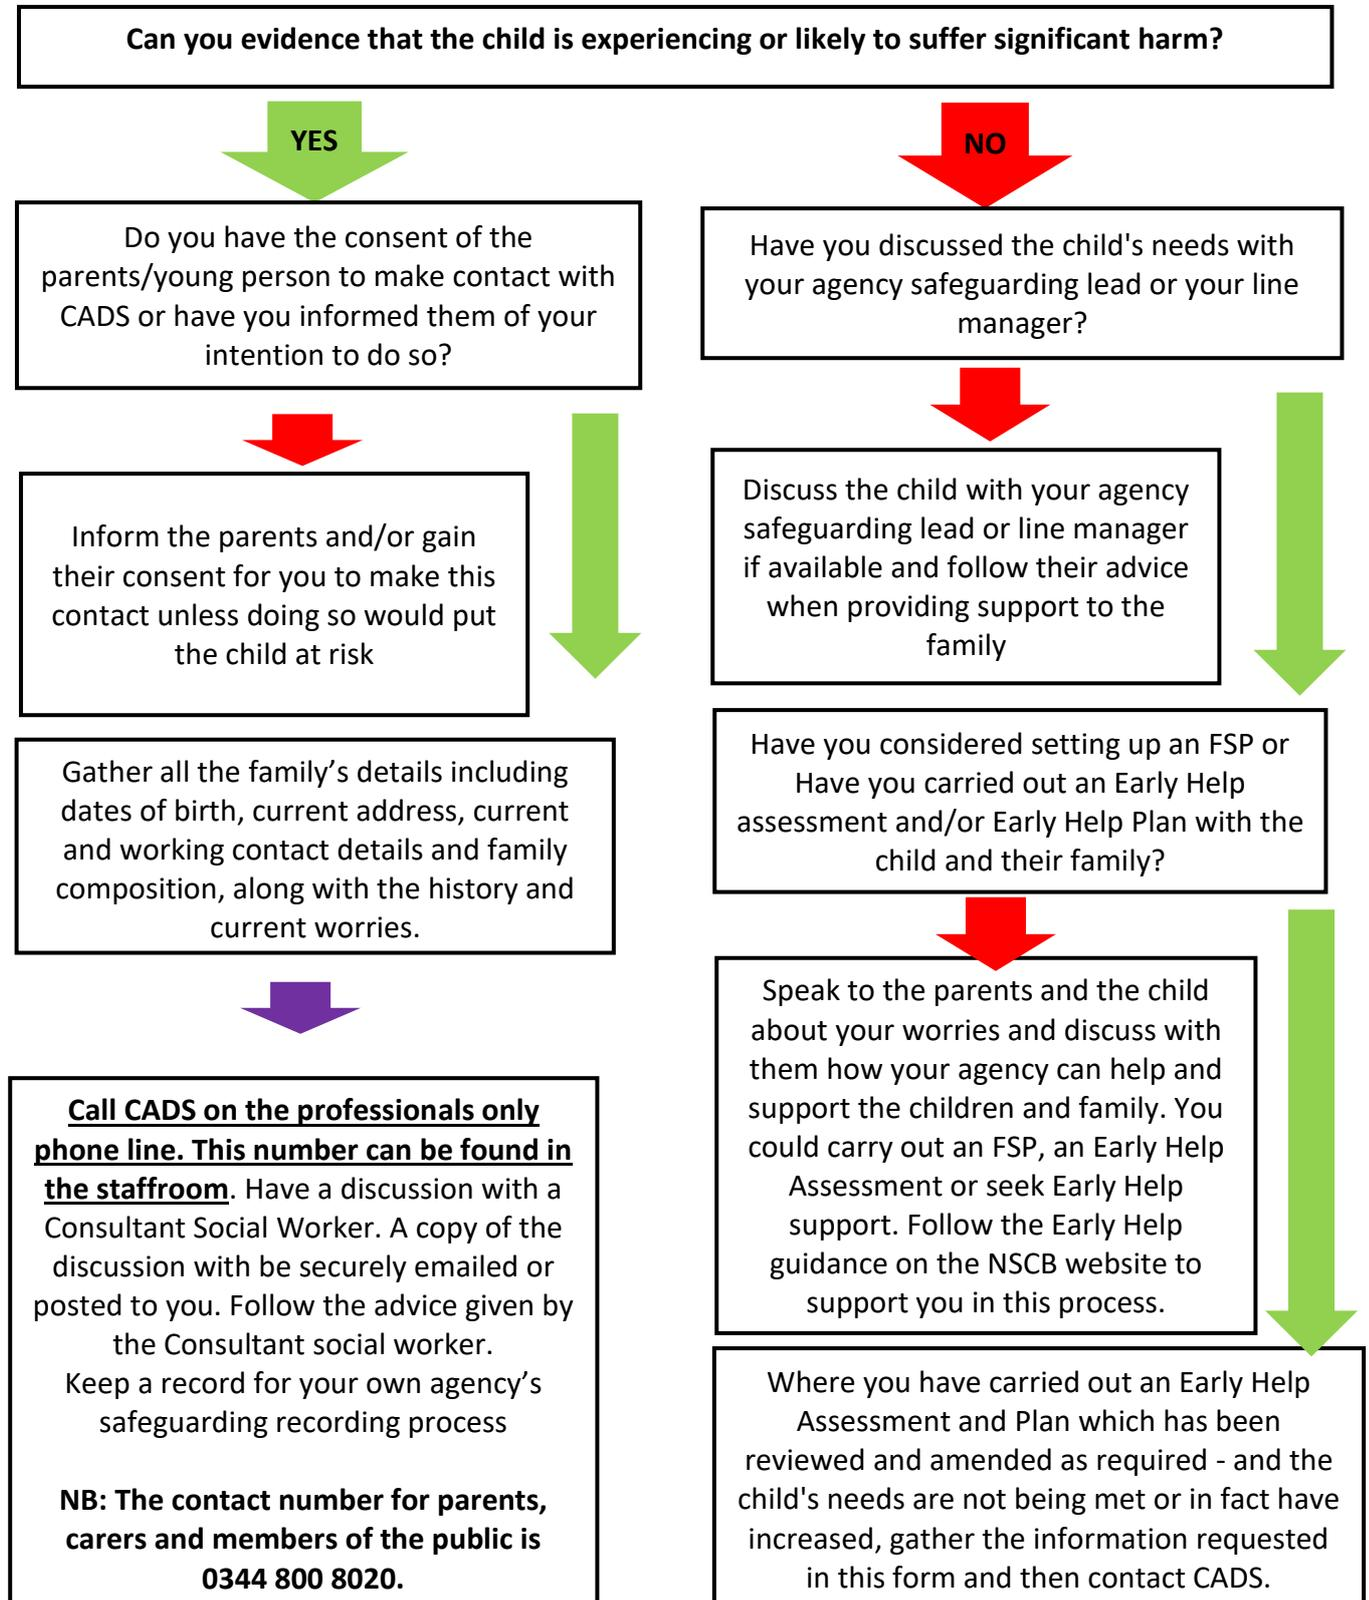 Can you evidence that the child is experiencing or likely to suffer significant harm?
YES
NO
Do you have the consent of the
parents/young person to make contact with
CADS or have you informed them of your
intention to do so?
Inform the parents and/or gain
their consent for you to make this
contact unless doing so would put
the child at risk
Gather all the family’s details including
dates of birth, current address, current
and working contact details and family
composition, along with the history and
current worries.
Call CADS on the professionals only
phone line. This number can be found in
the staffroom. Have a discussion with a
Consultant Social Worker. A copy of the
discussion with be securely emailed or
posted to you. Follow the advice given by
the Consultant social worker.
Keep a record for your own agency’s
safeguarding recording process
NB: The contact number for parents,
carers and members of the public is
0344 800 8020.
Have you discussed the child's needs with
your agency safeguarding lead or your line
manager?
Discuss the child with your agency
safeguarding lead or line manager
if available and follow their advice
when providing support to the
family
Have you considered setting up an FSP or
Have you carried out an Early Help
assessment and/or Early Help Plan with the
child and their family?
Speak to the parents and the child
about your worries and discuss with
them how your agency can help and
support the children and family. You
could carry out an FSP, an Early Help
Assessment or seek Early Help
support. Follow the Early Help
guidance on the NSCB website to
support you in this process.
Where you have carried out an Early Help
Assessment and Plan which has been
reviewed and amended as required - and the
child's needs are not being met or in fact have
increased, gather the information requested
in this form and then contact CADS.